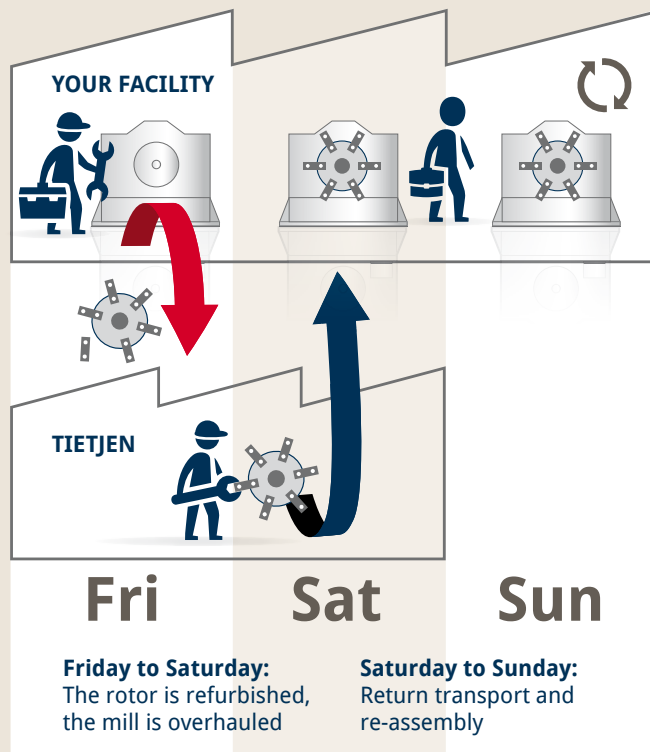 YOUR FACILITY
TIETJEN
Fri
Sat
Sun
Friday to Saturday:
The rotor is refurbished,
the mill is overhauled
Saturday to Sunday:
Return transport and
re-assembly